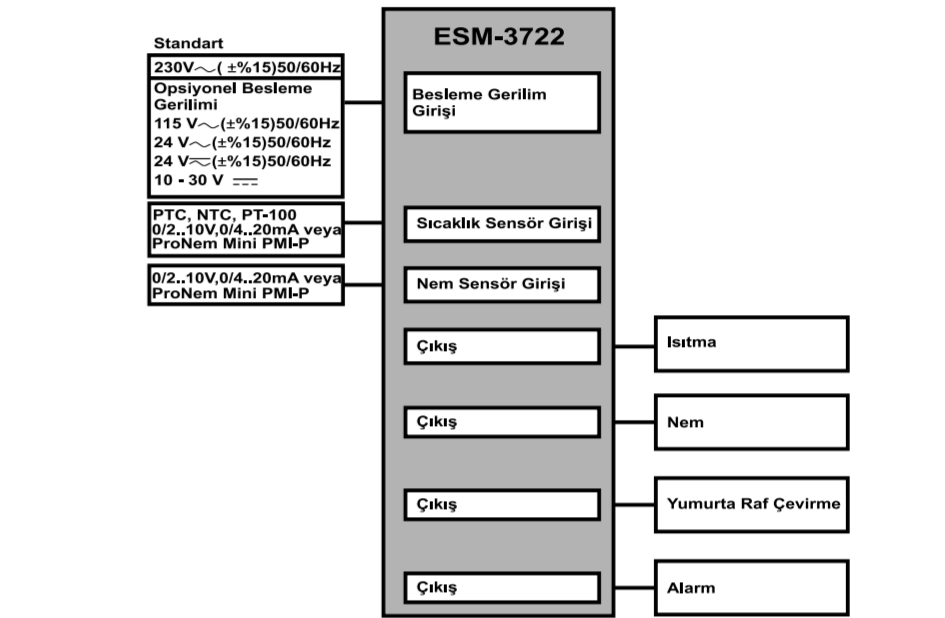 ESM-3722
Standart
230V～( ±%15)50/60Hz
Opsiyonel Besleme
Gerilimi
115 V～(±%15)50/60Hz
24 V～(±%15)50/60Hz
24 V⏦(±%15)50/60Hz
10 - 30 V ⎓
Besleme Gerilim
Girişi
PTC, NTC, PT-100
0/2..10V,0/4..20mA veya
ProNem Mini PMI-P
Sıcaklık Sensör Girişi
0/2..10V,0/4..20mA veya
ProNem Mini PMI-P
Nem Sensör Girişi
Çıkış
Isıtma
Çıkış
Nem
Çıkış
Yumurta Raf Çevirme
Çıkış
Alarm